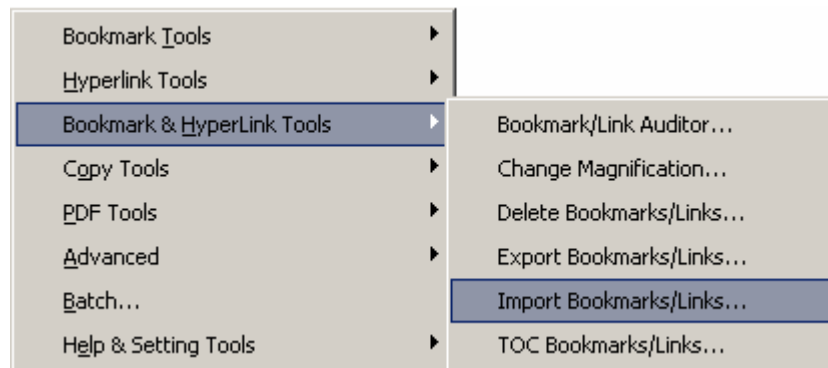 Bookmark Tools
Hyperlink Tools
Bookmark & HyperLink Tools
Copy Tools
PDF Tools
Advanced
Batch...
Help & Setting Tools
Bookmark/Link Auditor...
Change Magnification...
Delete Bookmarks/Links...
Export Bookmarks/Links...
Import Bookmarks/Links...
TOC Bookmarks/Links...